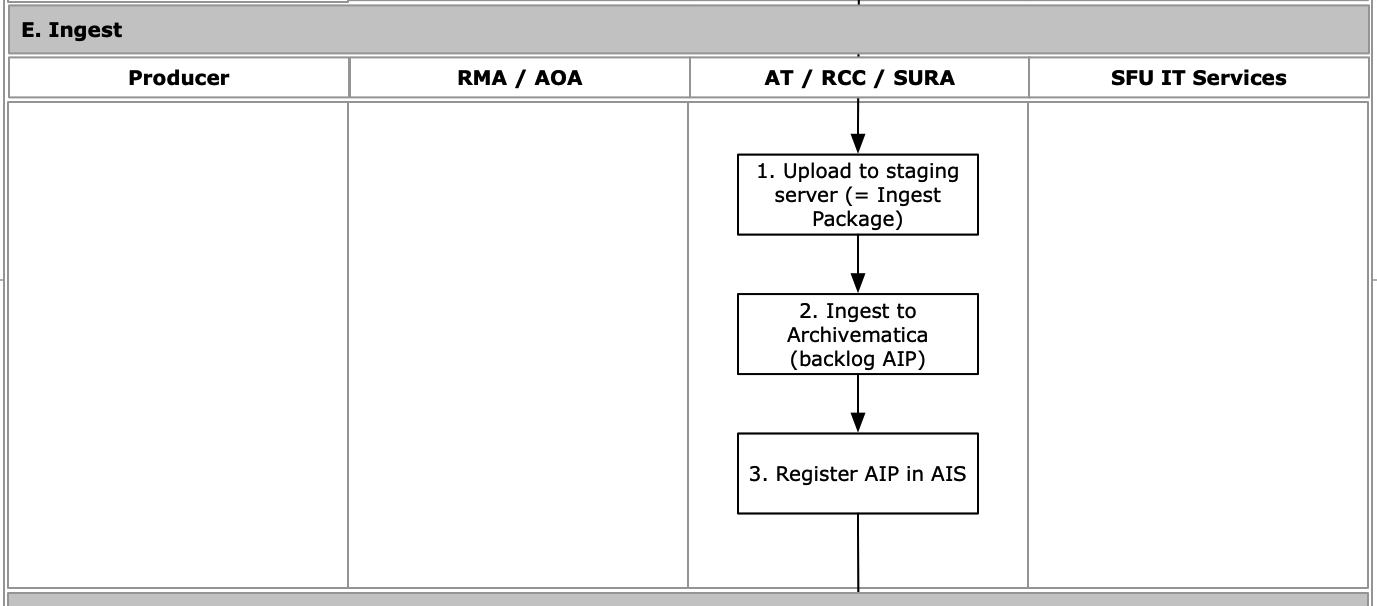 E. Ingest
Producer
RMA / AOA
AT / RCC / SURA
SFU IT Services
1. Upload to staging
server (= Ingest
Package)
2. Ingest to
Archivematica
(backlog AIP)
3. Register AIP in AIS